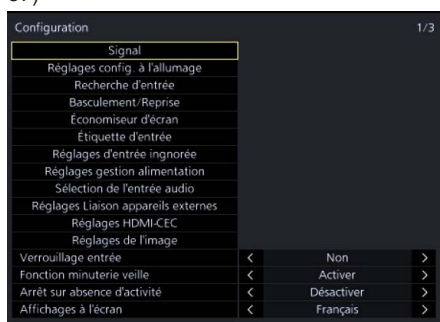 Configuration 1/3
Signal
Réglages config. à l'allumage
Recherche d'entrée
Basculement/Reprise
Économiseur d'écran
Étiquette d'entrée
Réglages d'entrée ingnorée
Réglages gestion alimentation
Sélection de l'entrée audio
Réglages Liaison appareils externes
Réglages HDMI-CEC
Réglages de l'image
Verrouillage entrée < Non >
Fonction minuterie veille < Activer >
Arrêt sur absence d'activité < Désactiver >
Affichages à l'écran < Français >